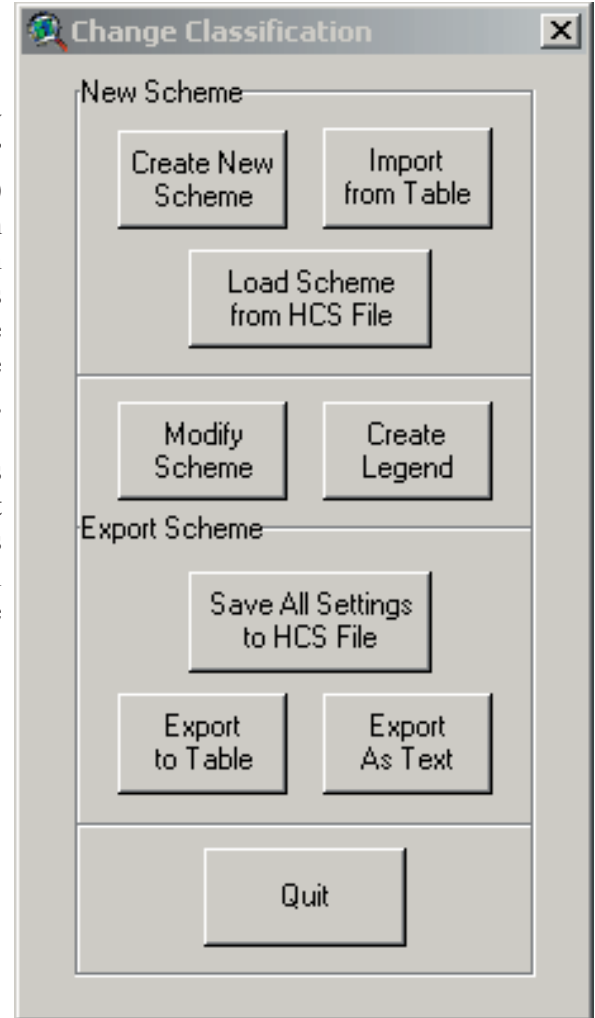 Change Classification
New Scheme
Create New
Scheme
Import
from Table
Load Scheme
from HCS File
Modify
Scheme
Create
Legend
Export Scheme
Save All Settings
to HCS File
Export
to Table
Export
As Text
Quit